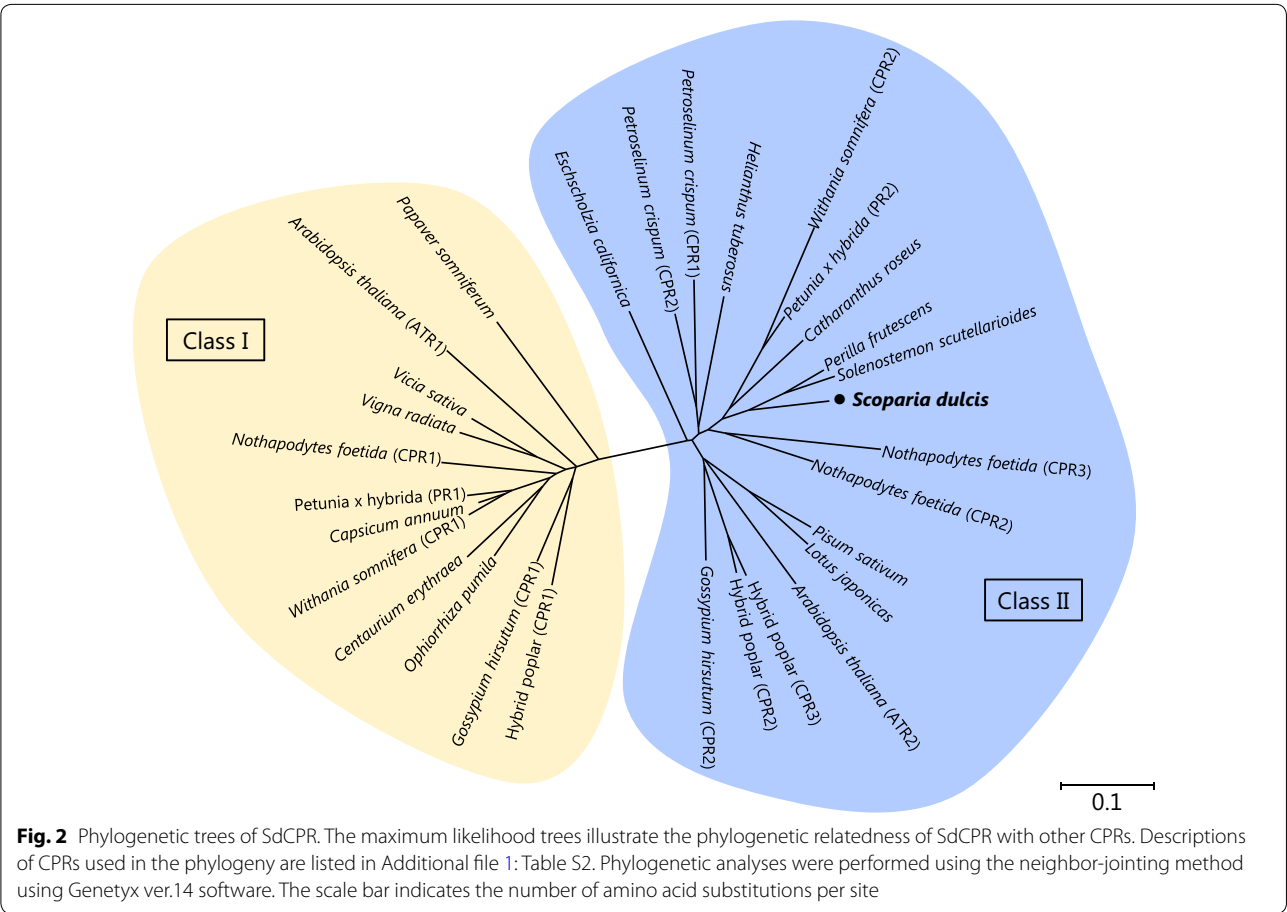 Class I
Papaver somniferum
Arabidopsis thaliana (ATR1)
Vicia sativa
Vigna radiata
Nothapodytes foetida (CPR1)
Petunia x hybrida (PR1)
Capsicum annuum
Withania somnifera (CPR1)
Centaurium erythraea
Ophiorrhiza pumila
Gossypium hirsutum (CPR1)
Hybrid poplar (CPR1)
Eschscholzia californica
Petroselinum crispum (CPR2)
Petroselinum crispum (CPR1)
Helianthus tuberosus
Withania somnifera (CPR2)
Petunia x hybrida (PR2)
Catharanthus roseus
Perilla frutescens
Solenostemon scutellarioides
Scoparia dulcis
Nothapodytes foetida (CPR3)
Nothapodytes foetida (CPR2)
Pisum sativum
Lotus japonicas
Arabidopsis thaliana (ATR2)
Hybrid poplar (CPR3)
Hybrid poplar (CPR2)
Gossypium hirsutum (CPR2)
Class II
0.1
Fig. 2 Phylogenetic trees of SdCPR. The maximum likelihood trees illustrate the phylogenetic relatedness of SdCPR with other CPRs. Descriptions
of CPRs used in the phylogeny are listed in Additional file 1: Table S2. Phylogenetic analyses were performed using the neighbor-jointing method
using Genetyx ver.14 software. The scale bar indicates the number of amino acid substitutions per site